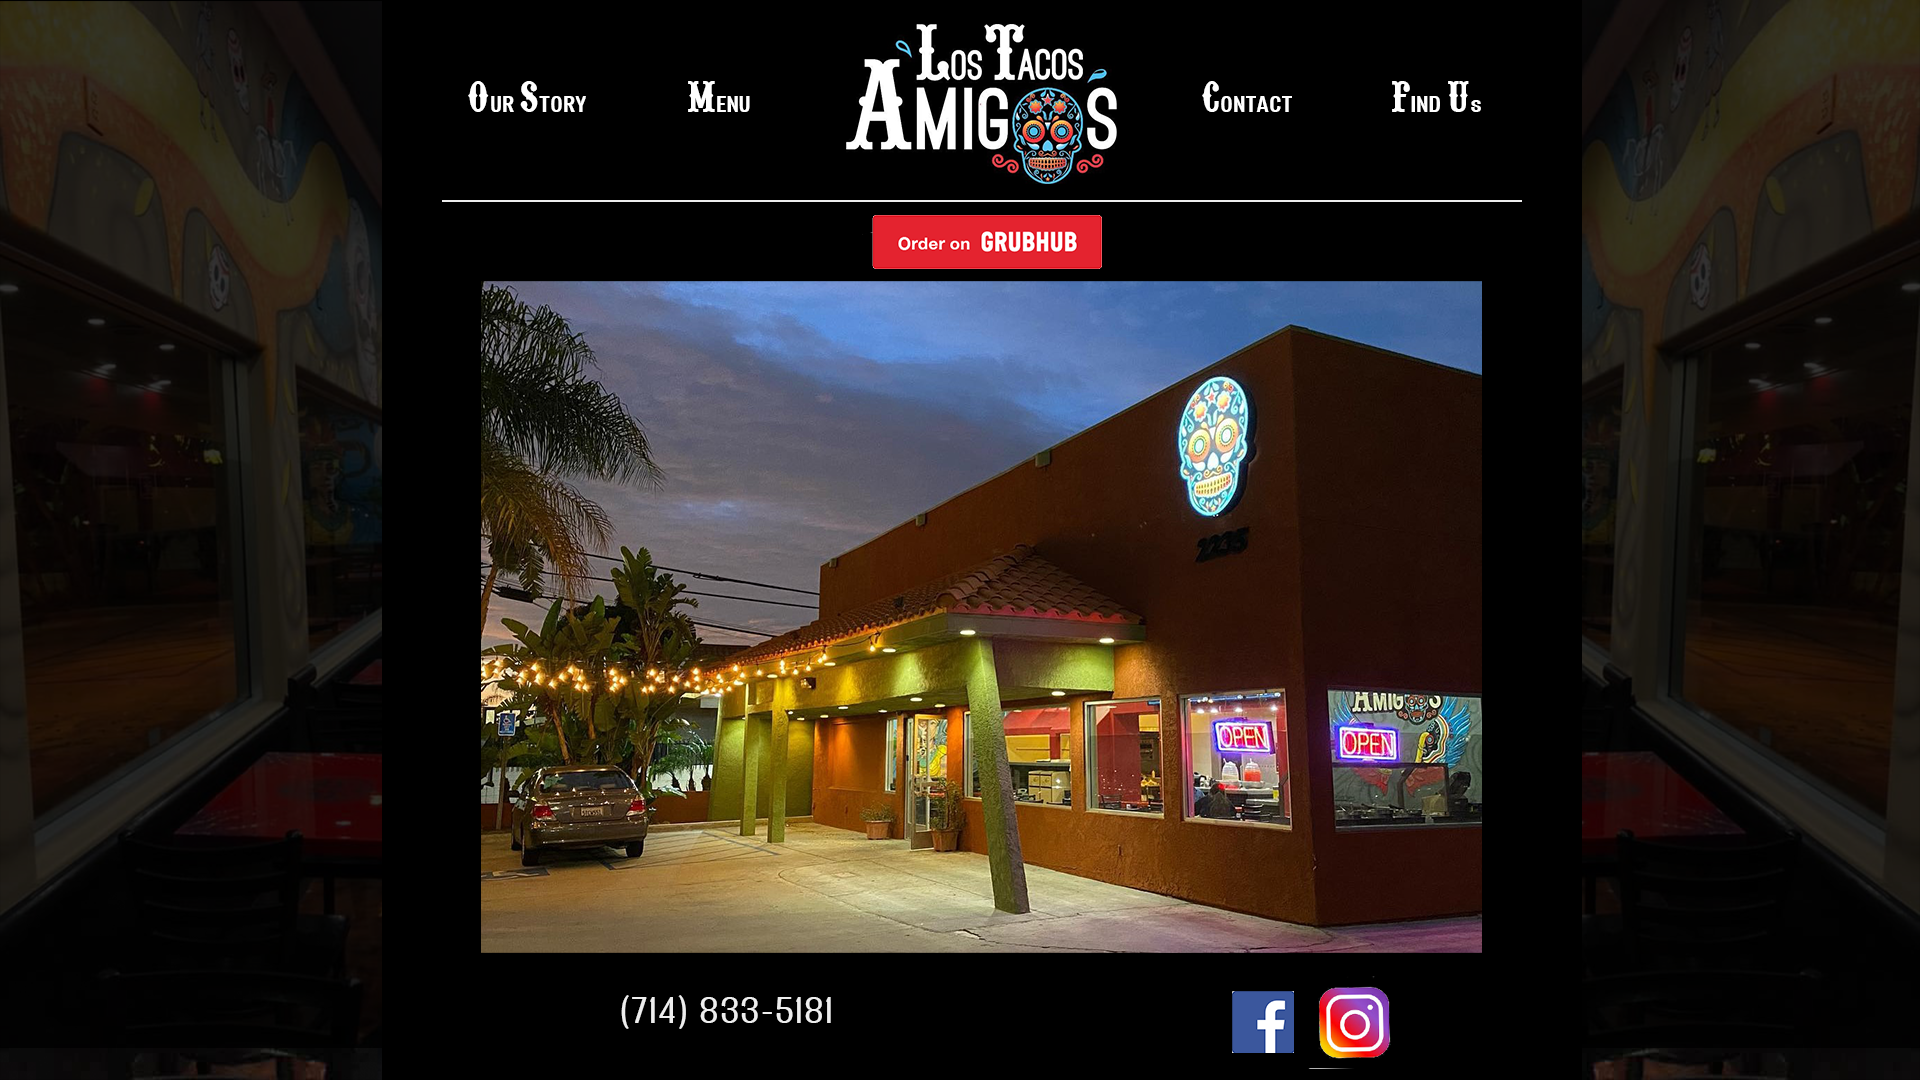 Los Tacos
Amigos
Our Story
Menu
Contact
Find Us
Order on GRUBHUB
2235
AMIGOS
OPEN
OPEN
(714) 833-5181